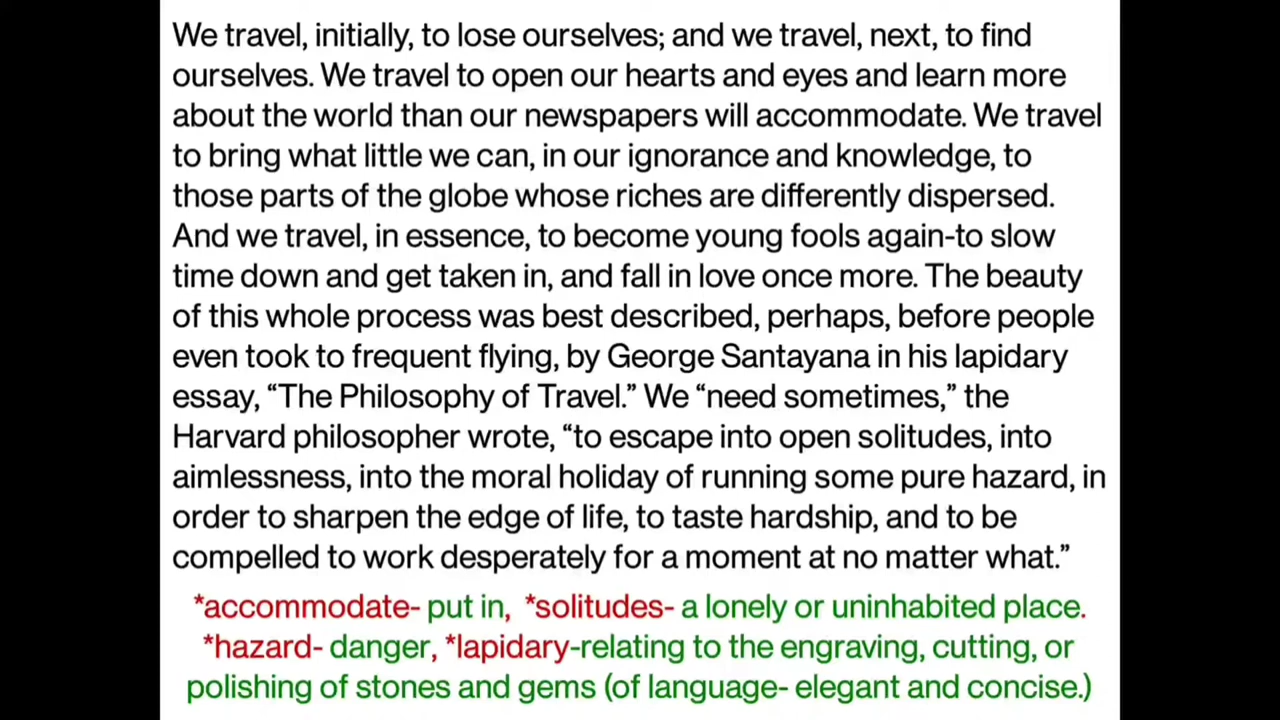 We travel, initially, to lose ourselves; and we travel, next, to find
ourselves. We travel to open our hearts and eyes and learn more
about the world than our newspapers will accommodate. We travel
to bring what little we can, in our ignorance and knowledge, to
those parts of the globe whose riches are differently dispersed.
And we travel, in essence, to become young fools again-to slow
time down and get taken in, and fall in love once more. The beauty
of this whole process was best described, perhaps, before people
even took to frequent flying, by George Santayana in his lapidary
essay, “The Philosophy of Travel.” We “need sometimes,” the
Harvard philosopher wrote, “to escape into open solitudes, into
aimlessness, into the moral holiday of running some pure hazard, in
order to sharpen the edge of life, to taste hardship, and to be
compelled to work desperately for a moment at no matter what.”
*accommodate- put in, *solitudes- a lonely or uninhabited place.
*hazard- danger, *lapidary-relating to the engraving, cutting, or
polishing of stones and gems (of language- elegant and concise.)